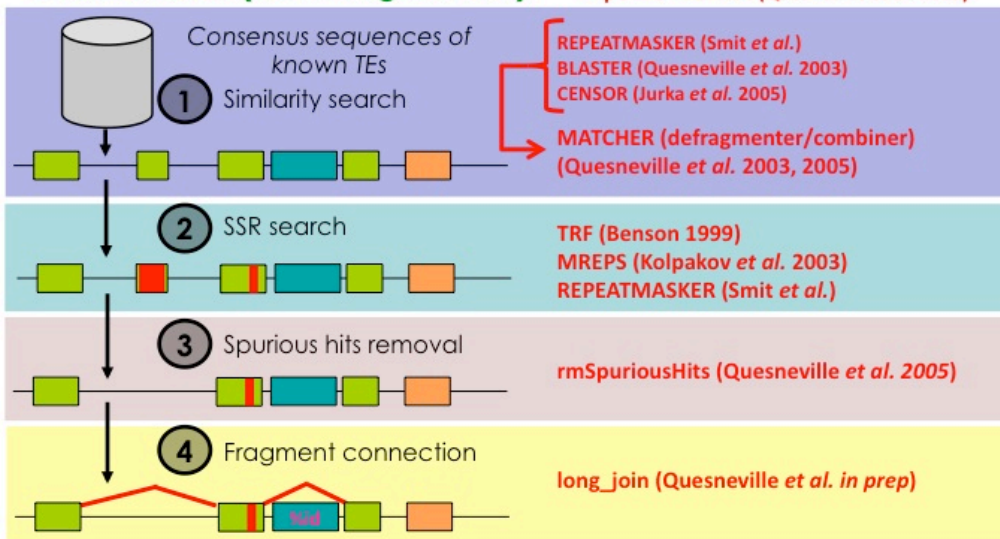 Consensus sequences of
known TEs
1 Similarity search
REPEATMASKER (Smit et al.)
BLASTER (Quesneville et al. 2003)
CENSOR (Jurka et al. 2005)
MATCHER (defragmenter/combiner)
(Quesneville et al. 2003, 2005)
2 SSR search
TRF (Benson 1999)
MREPS (Kolpakov et al. 2003)
REPEATMASKER (Smit et al.)
3 Spurious hits removal
rmSpuriousHits (Quesneville et al. 2005)
4 Fragment connection
long_join (Quesneville et al. in prep)
%id